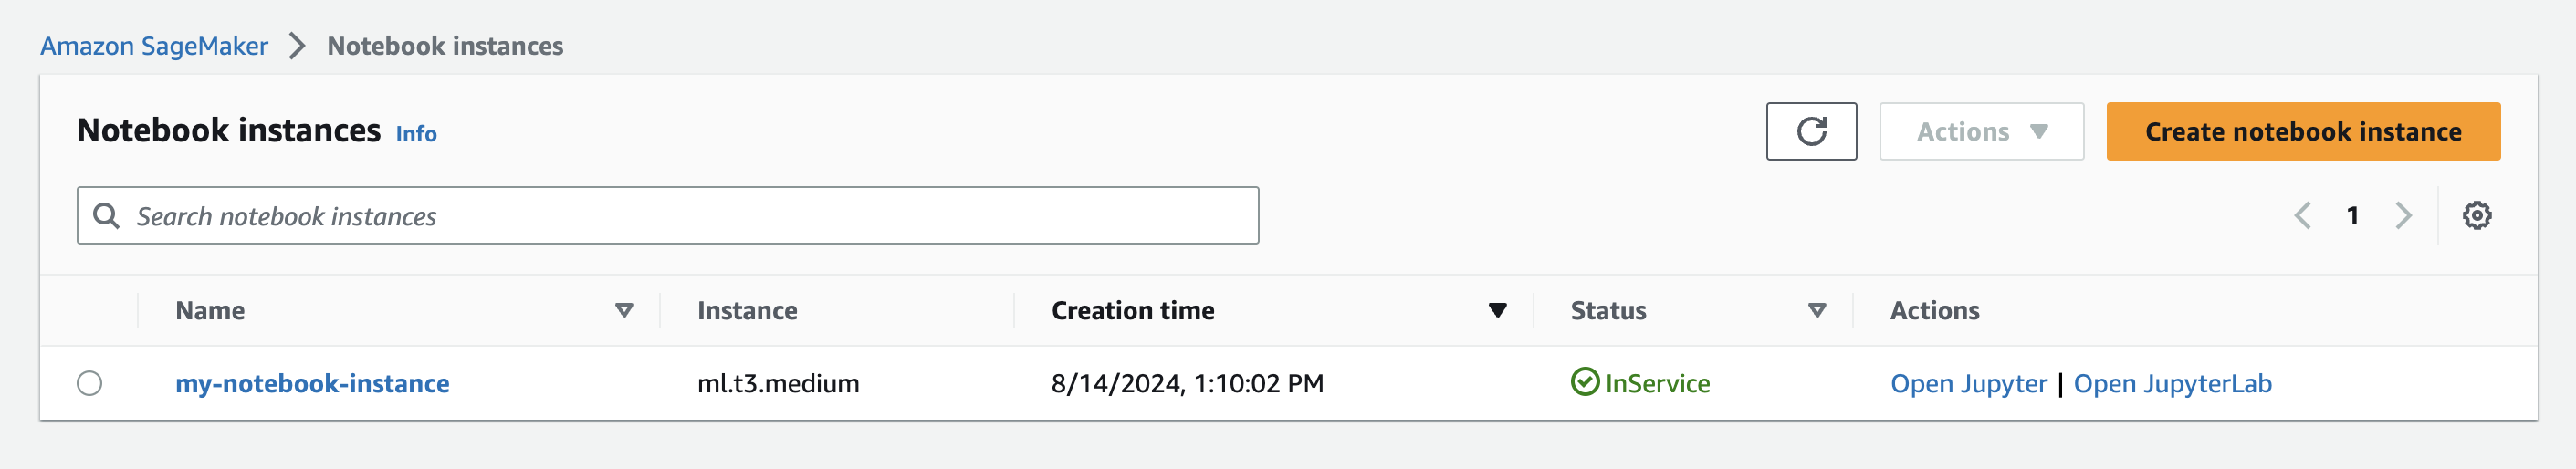 Amazon SageMaker > Notebook instances
Notebook instances Info
Actions
Create notebook instance
Search notebook instances
1
Name Instance Creation time Status Actions
my-notebook-instance ml.t3.medium 8/14/2024, 1:10:02 PM InService Open Jupyter | Open JupyterLab